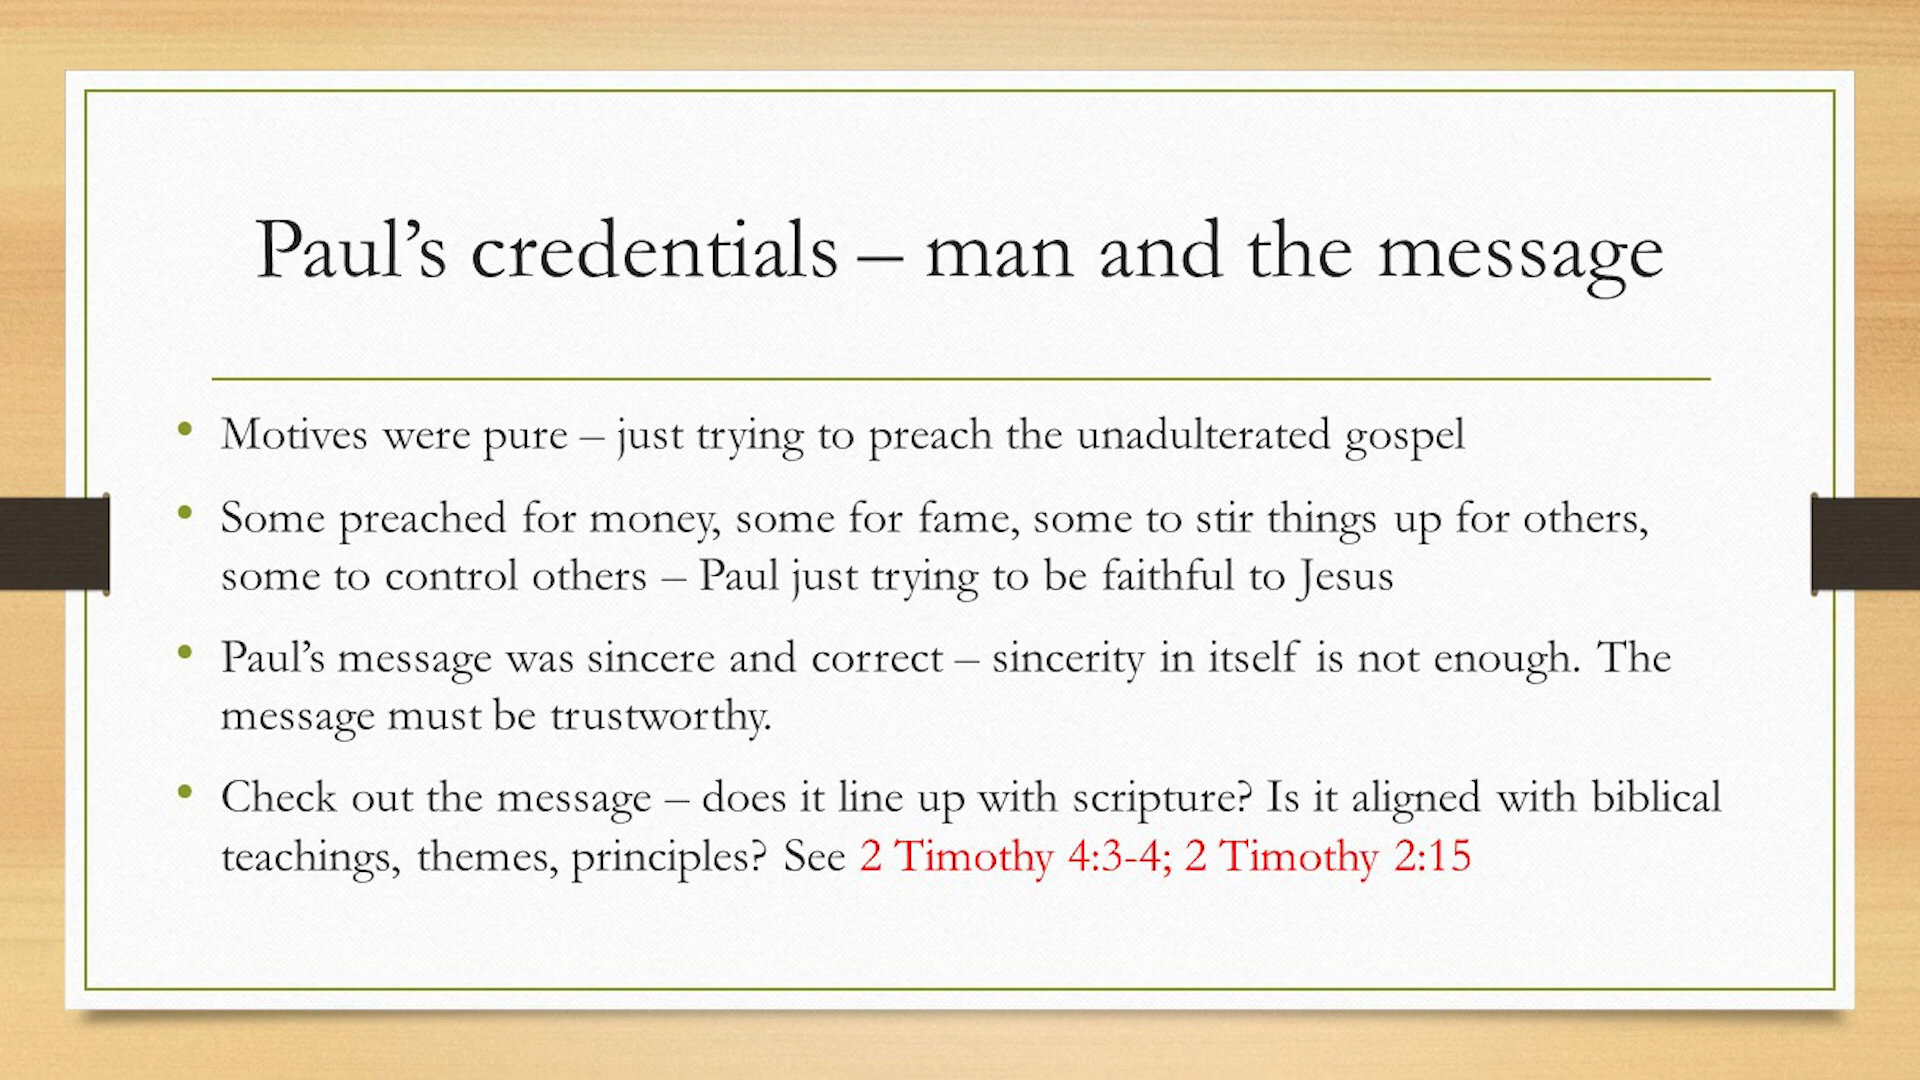 Paul’s credentials – man and the message
• Motives were pure – just trying to preach the unadulterated gospel
• Some preached for money, some for fame, some to stir things up for others,
some to control others – Paul just trying to be faithful to Jesus
• Paul’s message was sincere and correct – sincerity in itself is not enough. The
message must be trustworthy.
• Check out the message – does it line up with scripture? Is it aligned with biblical
teachings, themes, principles? See 2 Timothy 4:3-4; 2 Timothy 2:15